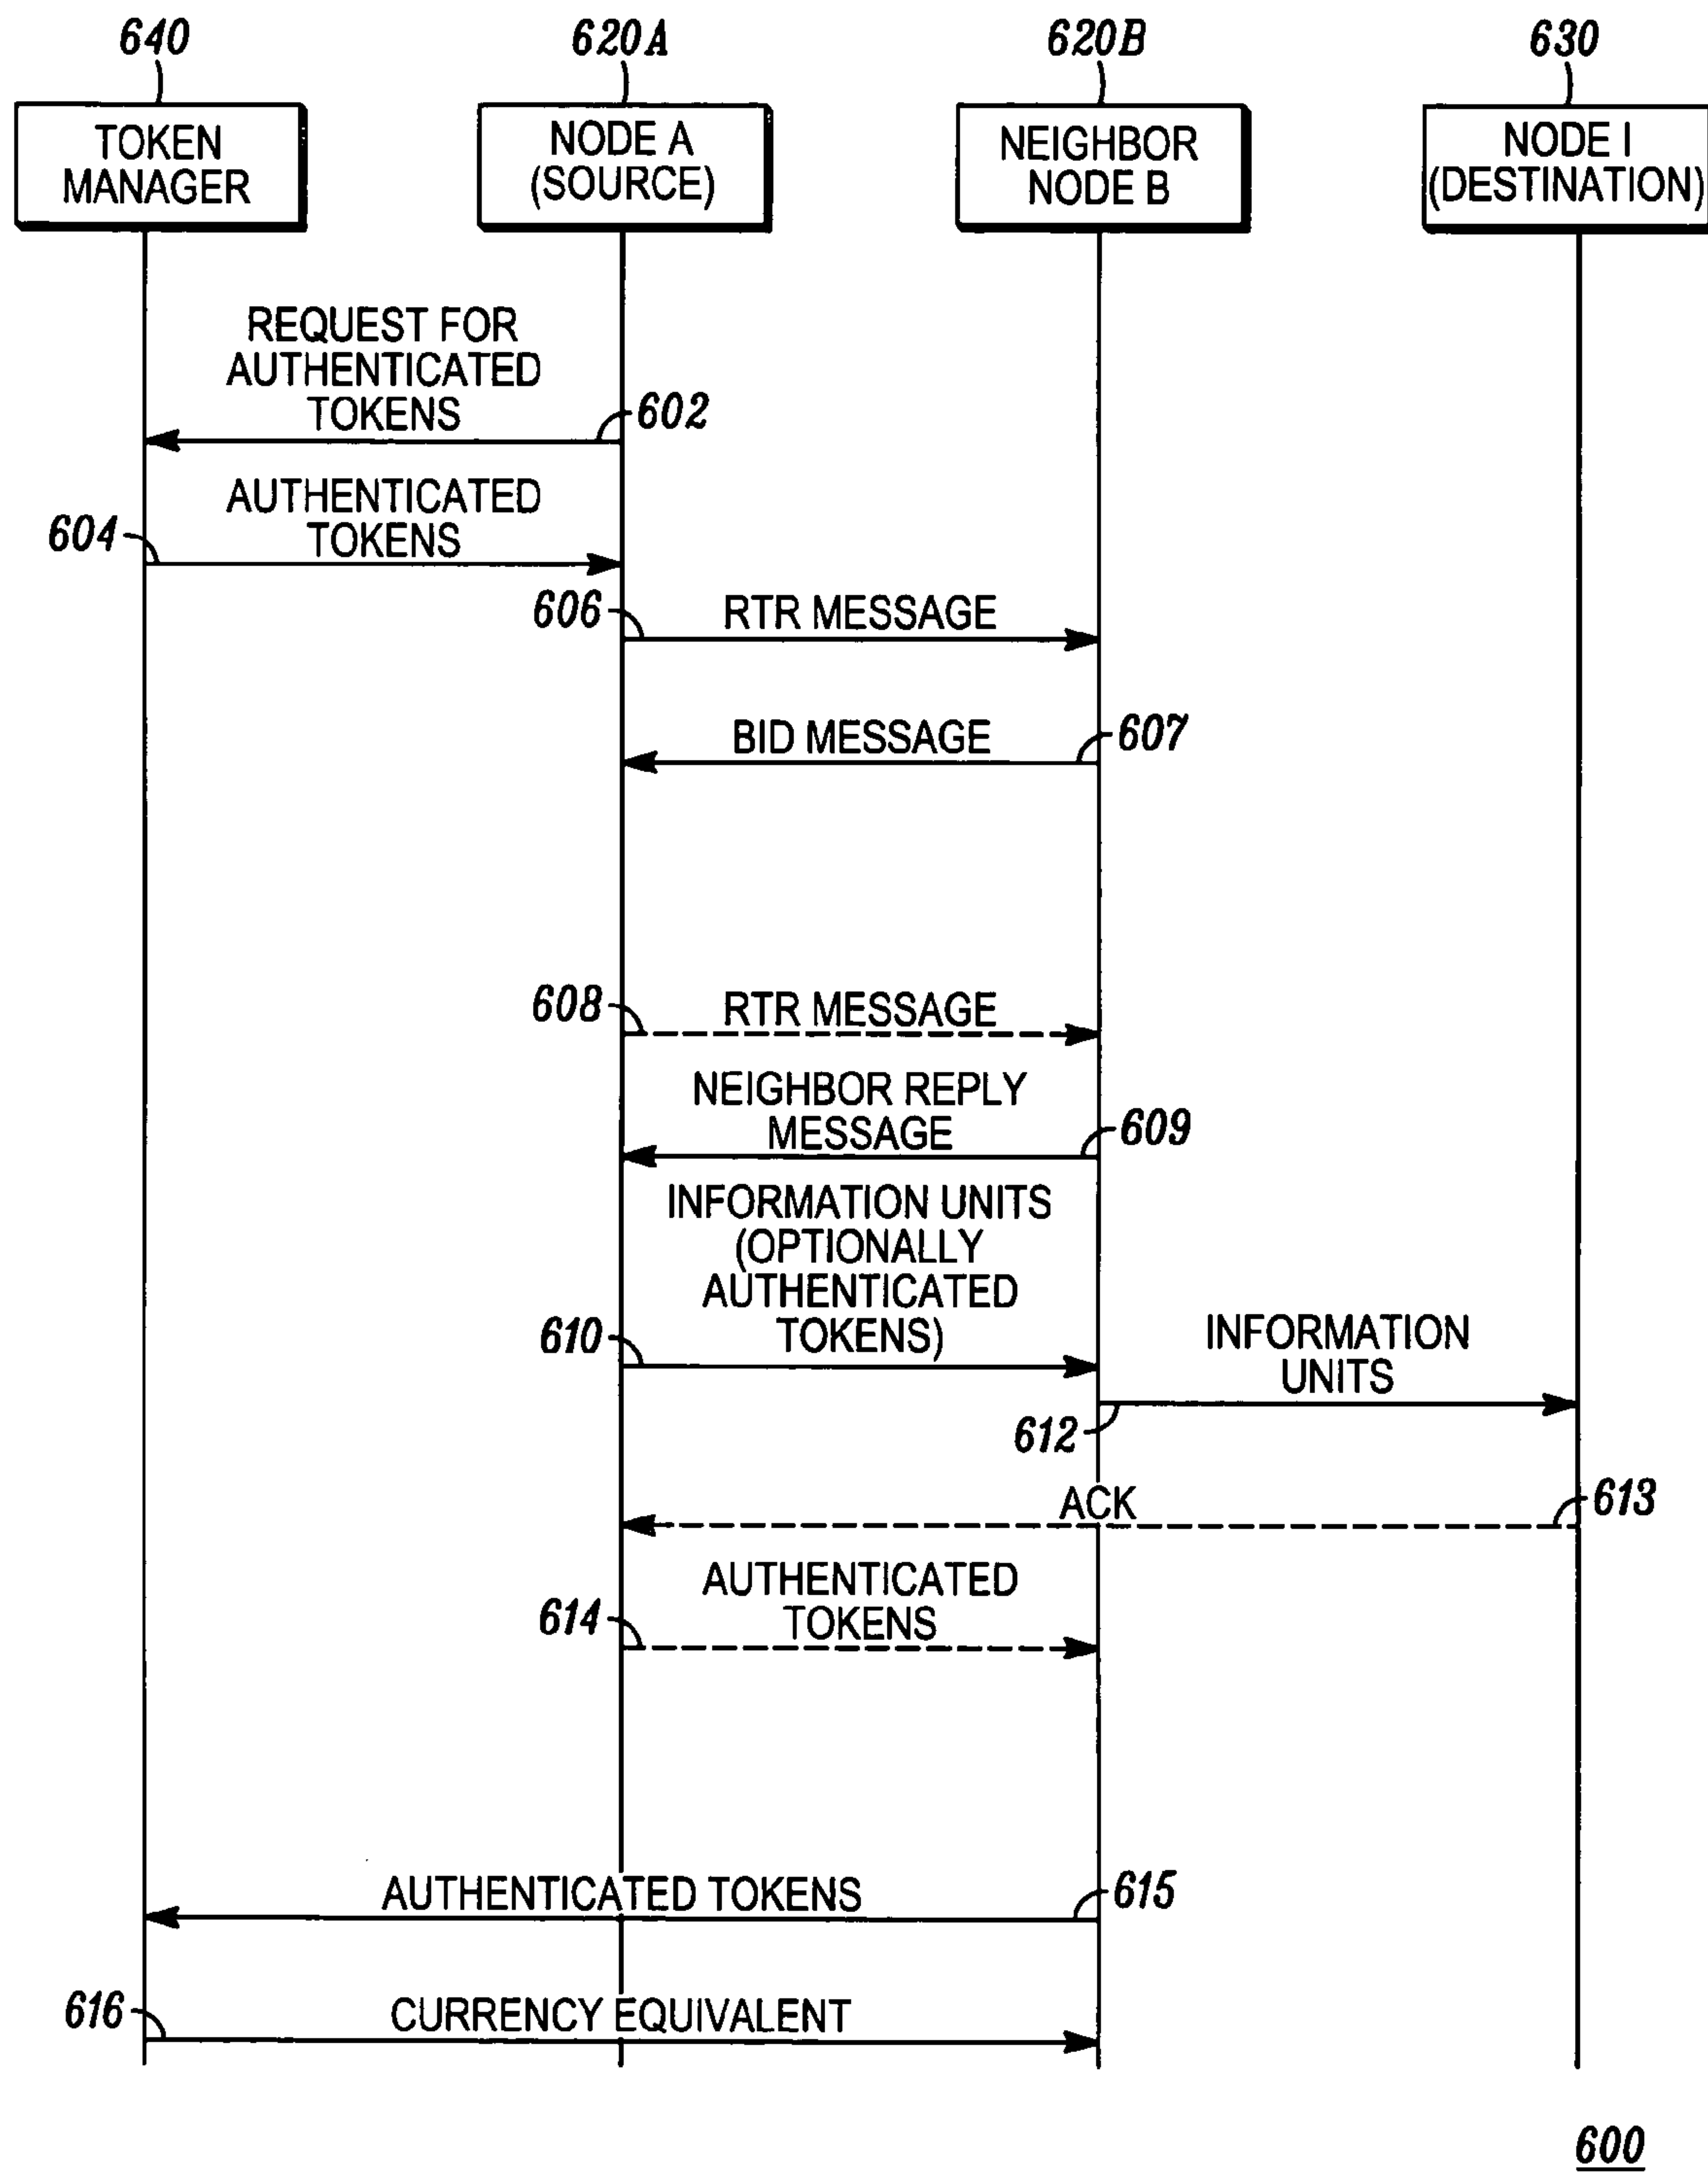 640
620A
620B
630
TOKEN
MANAGER
NODE A
(SOURCE)
NEIGHBOR
NODE B
NODE I
(DESTINATION)
REQUEST FOR
AUTHENTICATED
TOKENS
602
AUTHENTICATED
TOKENS
604
606
RTR MESSAGE
BID MESSAGE
607
608
RTR MESSAGE
NEIGHBOR REPLY
MESSAGE
609
INFORMATION UNITS
(OPTIONALLY
AUTHENTICATED
TOKENS)
610
INFORMATION
UNITS
612
ACK
613
AUTHENTICATED
TOKENS
614
AUTHENTICATED TOKENS
615
616
CURRENCY EQUIVALENT
600